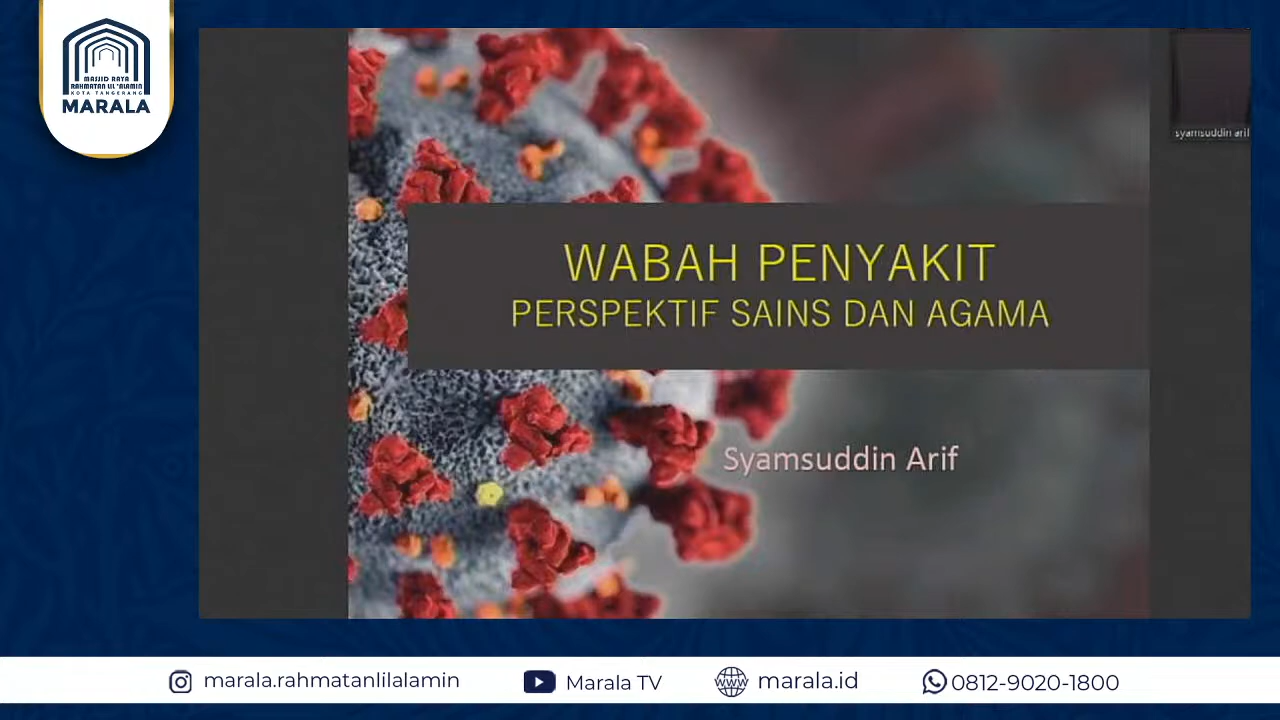 MASJID RAYA
RAHMATAN LIL 'ALAMIN
KOTA TANGERANG
MARALA
syamsuddin arif
WABAH PENYAKIT
PERSPEKTIF SAINS DAN AGAMA
Syamsuddin Arif
marala.rahmatanlilalamin
Marala TV
www
marala.id
0812-9020-1800